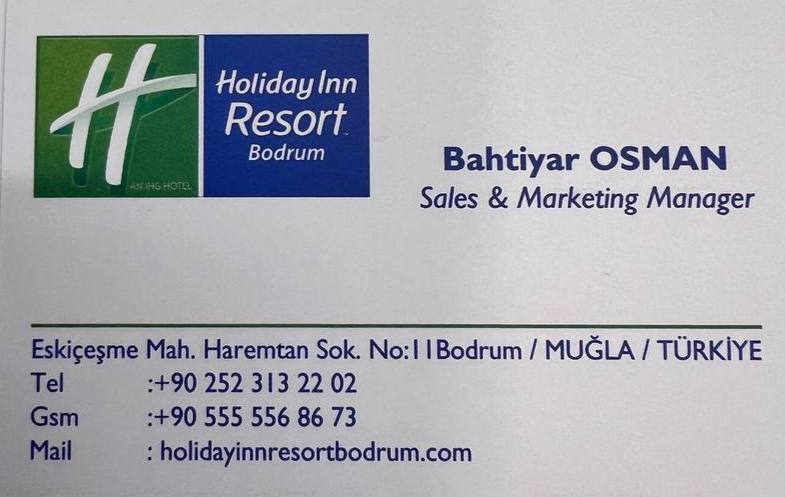 Holiday Inn
Resort
Bodrum
AN IHG HOTEL
Bahtiyar OSMAN
Sales & Marketing Manager
Eskiçeşme Mah. Haremtan Sok. No:11Bodrum / MUĞLA / TÜRKİYE
Tel :+90 252 313 22 02
Gsm :+90 555 556 86 73
Mail : holidayinnresortbodrum.com